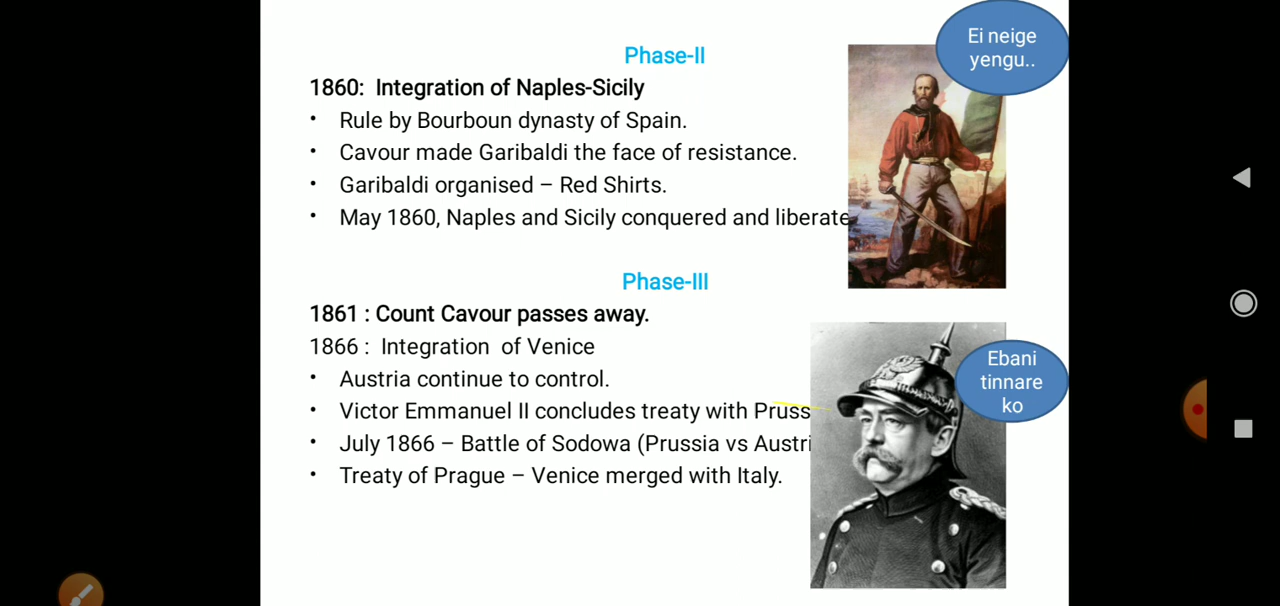 Phase-II
1860:  Integration of Naples-Sicily
• Rule by Bourboun dynasty of Spain.
• Cavour made Garibaldi the face of resistance.
• Garibaldi organised – Red Shirts.
• May 1860, Naples and Sicily conquered and liberate
Ei neige
yengu..
Phase-III
1861 : Count Cavour passes away.
1866 :  Integration  of Venice
• Austria continue to control.
• Victor Emmanuel II concludes treaty with Pruss
• July 1866 – Battle of Sodowa (Prussia vs Austri
• Treaty of Prague – Venice merged with Italy.
Ebani
tinnare
ko